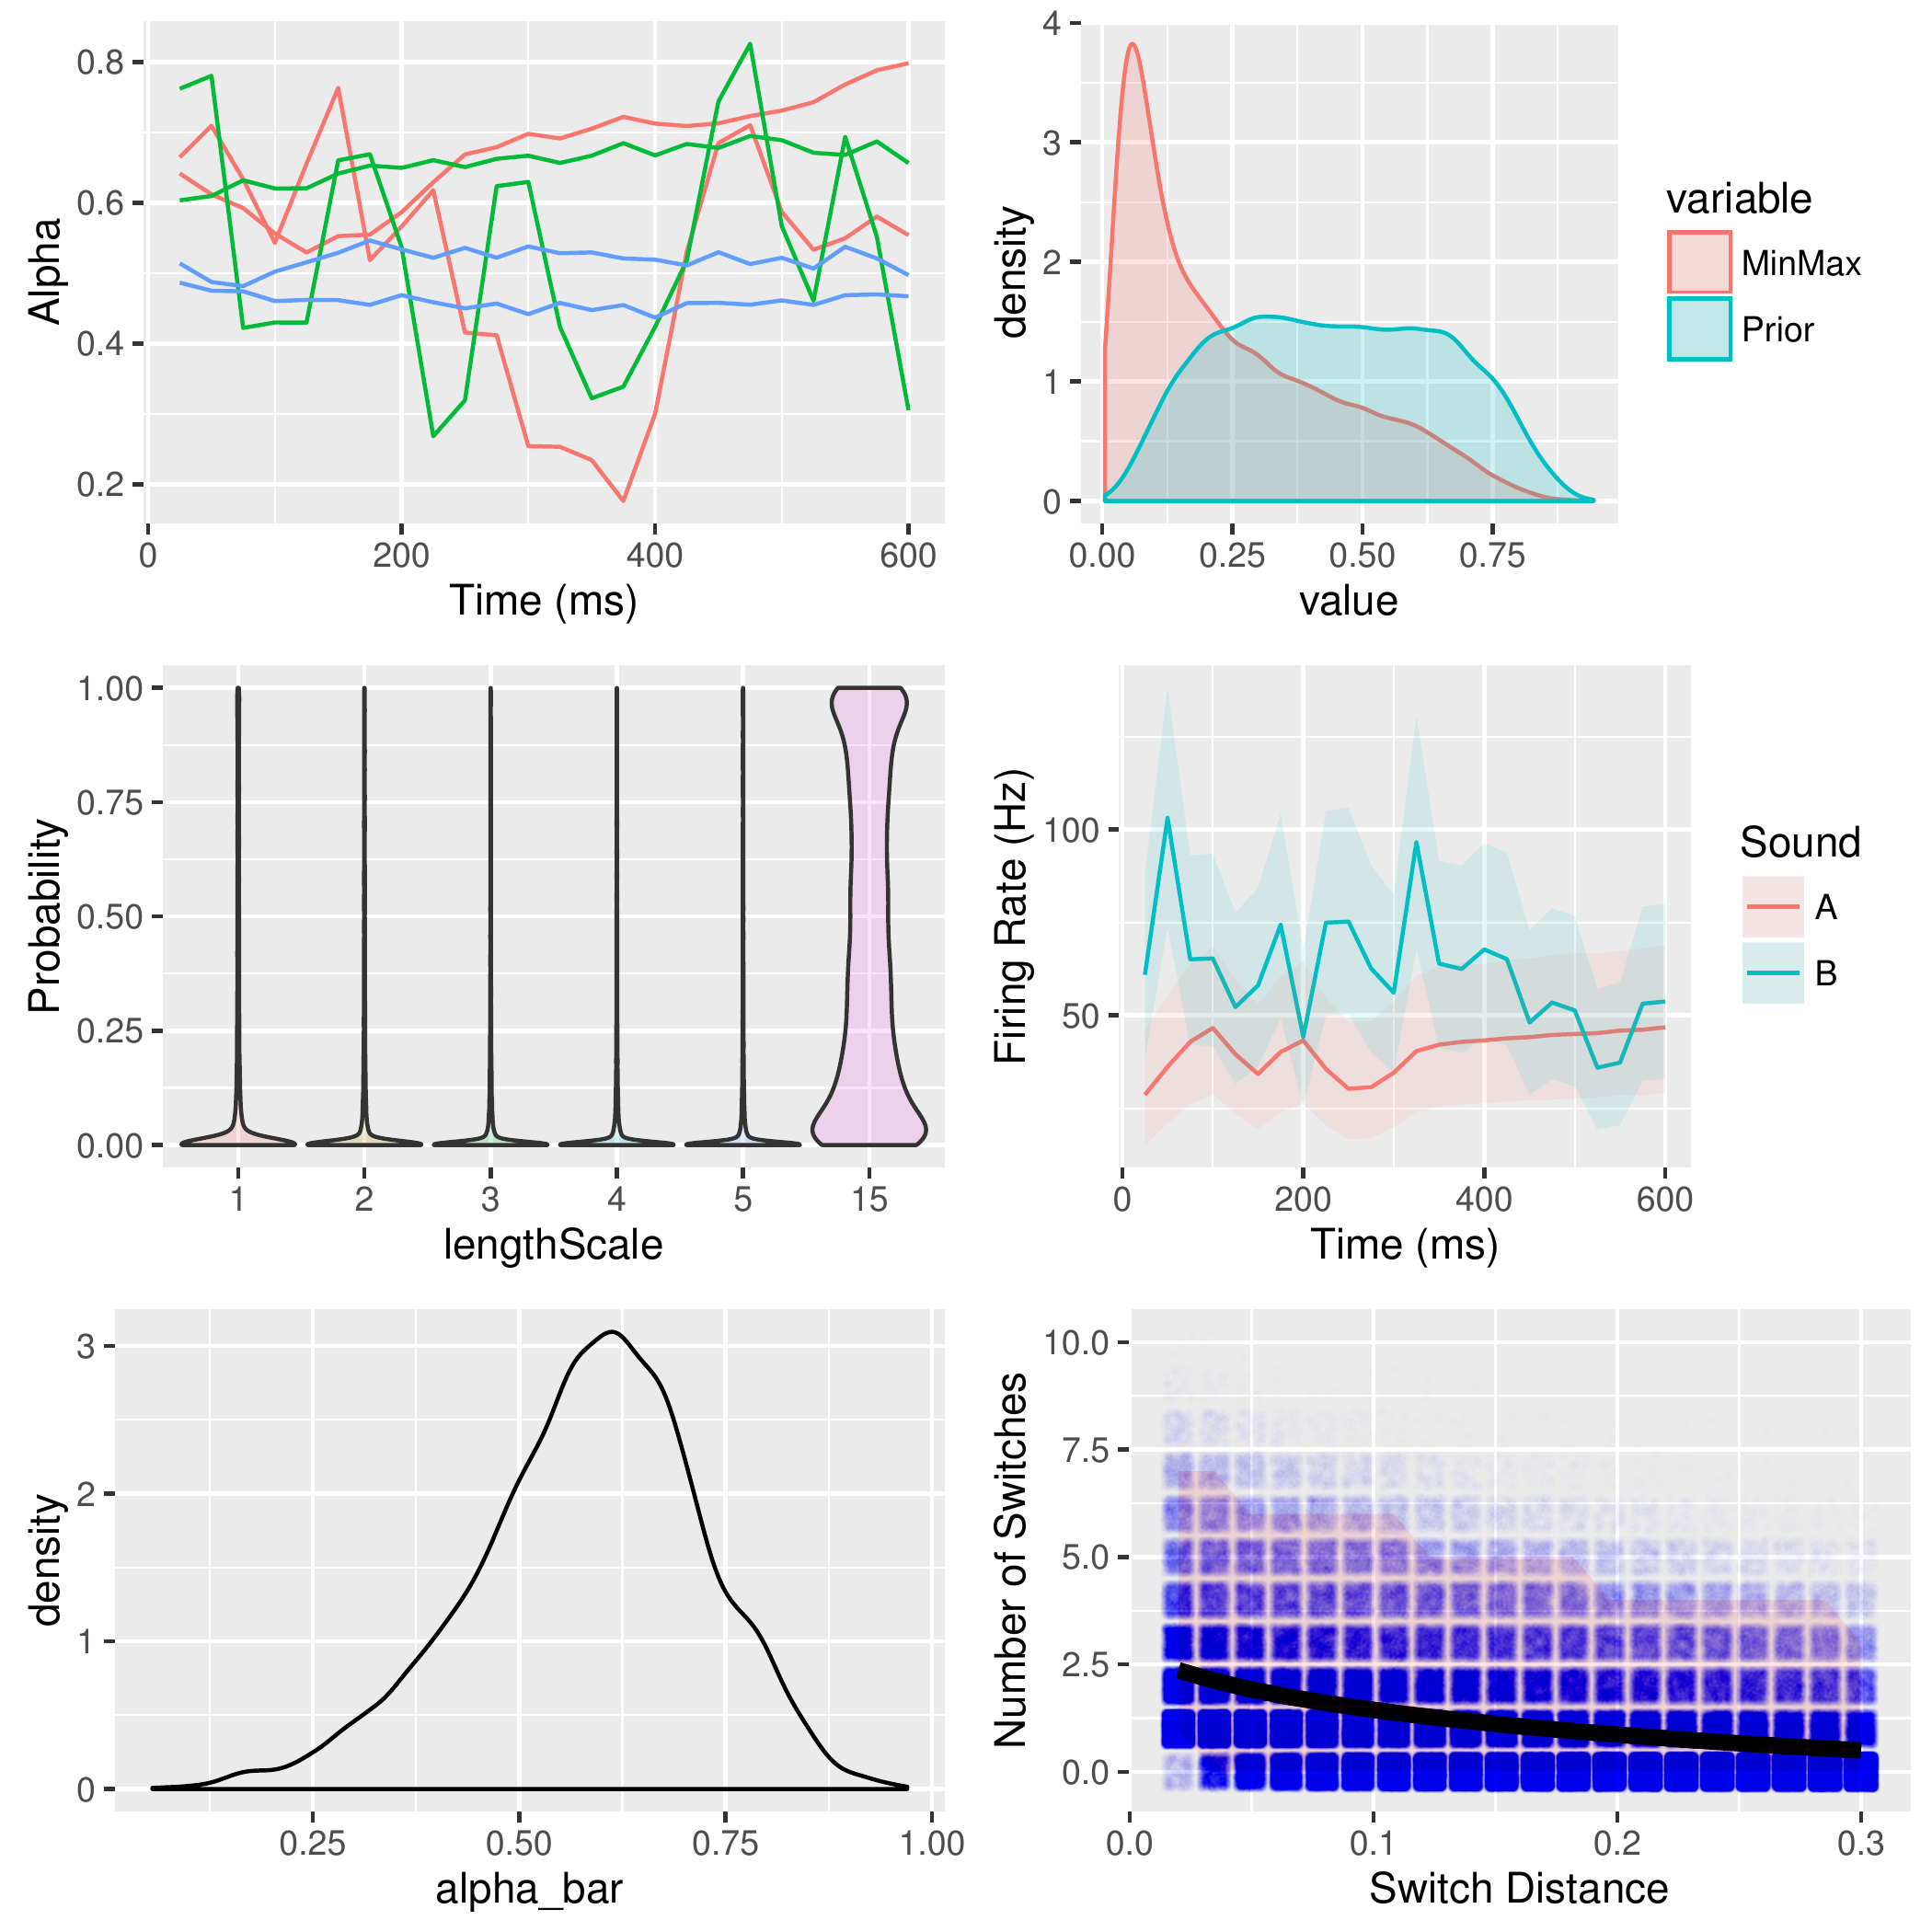 Alpha
0.8
0.6
0.4
0.2
0 200 400 600
Time (ms)
density
4
3
2
1
0
0.00 0.25 0.50 0.75
value
variable
MinMax
Prior
Probability
1.00
0.75
0.50
0.25
0.00
1 2 3 4 5 15
lengthScale
Firing Rate (Hz)
100
50
0 200 400 600
Time (ms)
Sound
A
B
density
3
2
1
0
0.25 0.50 0.75 1.00
alpha_bar
Number of Switches
10.0
7.5
5.0
2.5
0.0
0.0 0.1 0.2 0.3
Switch Distance